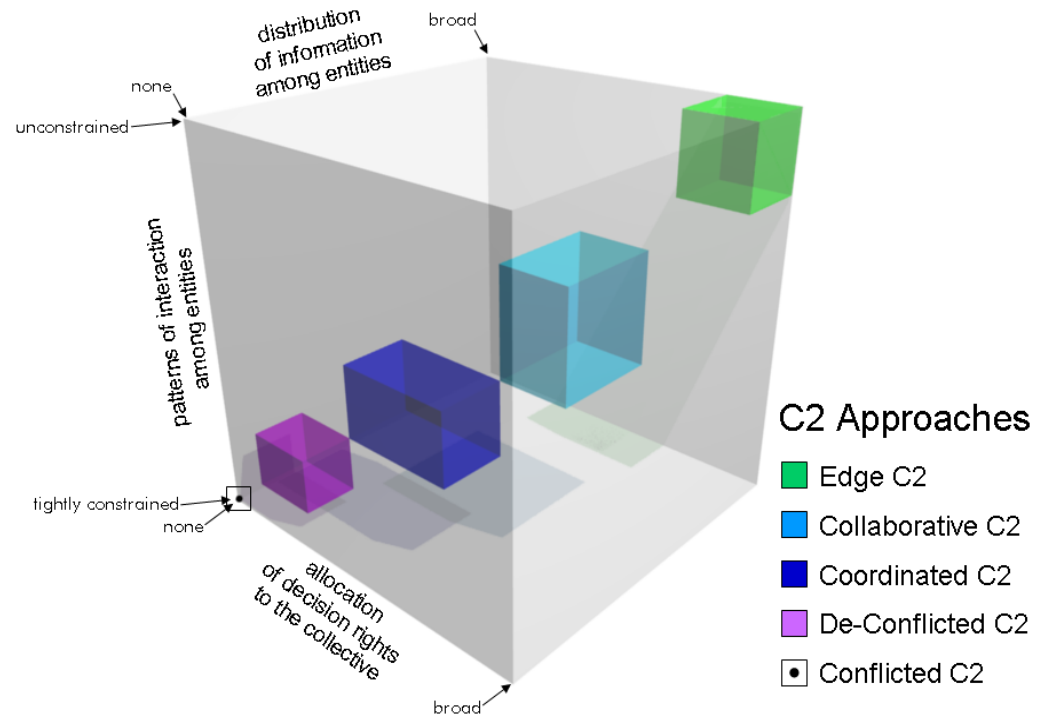 distribution
of information
among entities
broad
none
unconstrained
patterns of interaction
among entities
tightly constrained
none
allocation
of decision rights
to the collective
broad
C2 Approaches
Edge C2
Collaborative C2
Coordinated C2
De-Conflicted C2
Conflicted C2